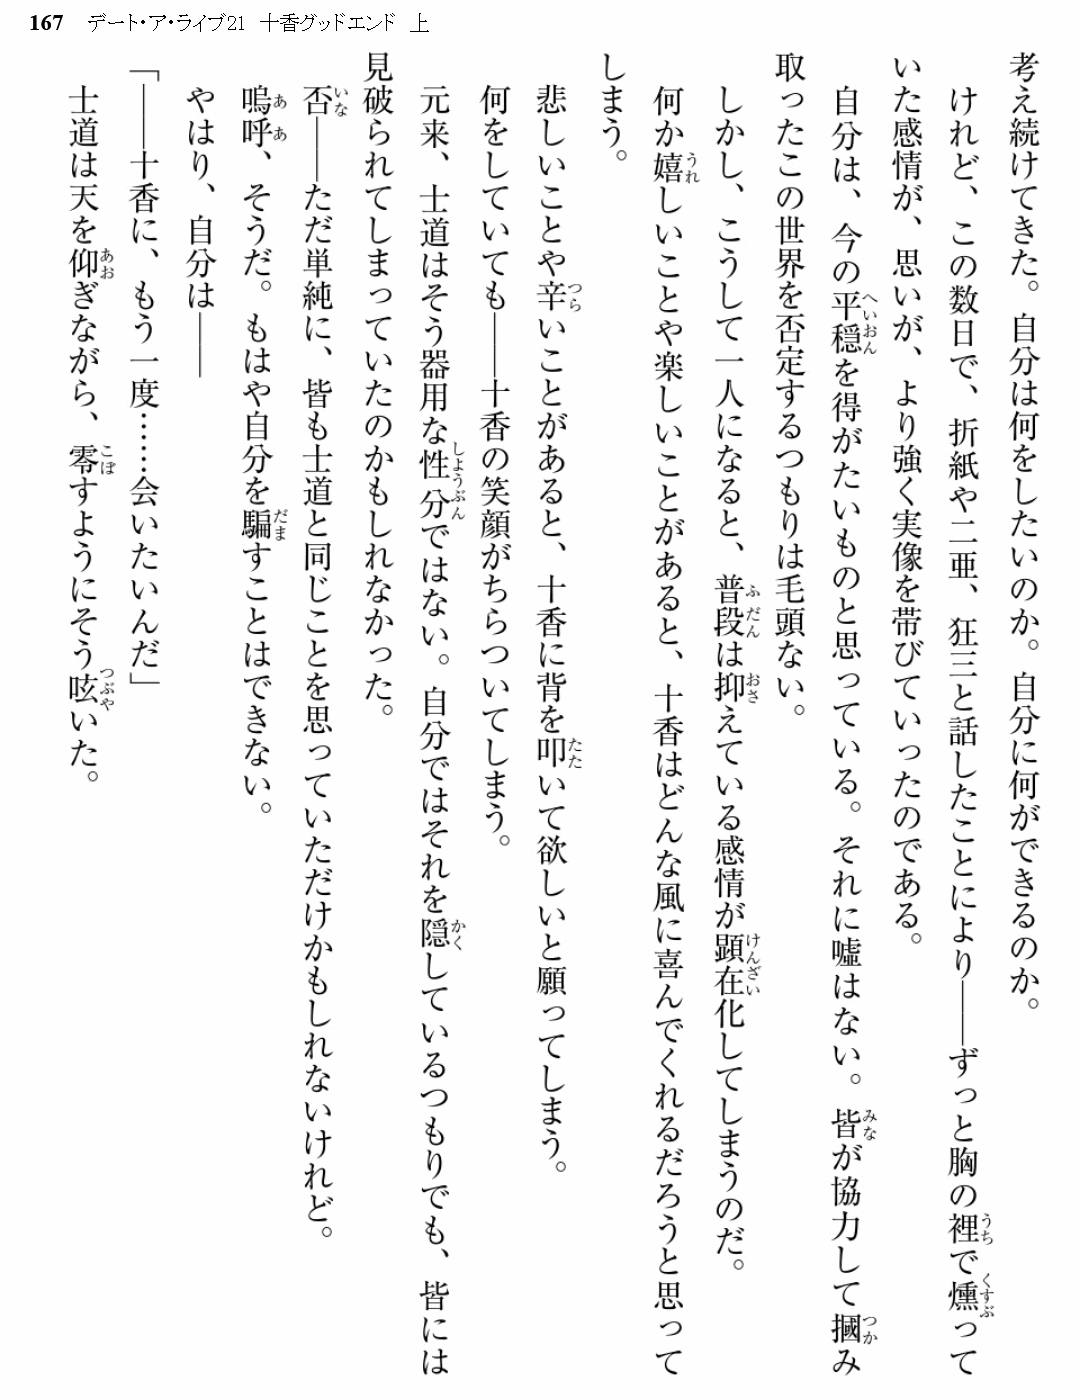 167 デート・ア・ライブ21 十香グッドエンド 上
考え続けてきた。自分は何をしたいのか。自分に何ができるのか。
けれど、この数日で、折紙や二亜、狂三と話したことにより――ずっと胸の裡で燻って
いた感情が、思いが、より強く実像を帯びていったのである。
自分は、今の平穏を得がたいものと思っている。それに嘘はない。皆が協力して摑み
取ったこの世界を否定するつもりは毛頭ない。
しかし、こうして一人になると、普段は抑えている感情が顕在化してしまうのだ。
何か嬉しいことや楽しいことがあると、十香はどんな風に喜んでくれるだろうと思って
しまう。
悲しいことや辛いことがあると、十香に背を叩いて欲しいと願ってしまう。
何をしていても――十香の笑顔がちらついてしまう。
元来、士道はそう器用な性分ではない。自分ではそれを隠しているつもりでも、皆には
見破られてしまっていたのかもしれなかった。
否――ただ単純に、皆も士道と同じことを思っていただけかもしれないけれど。
嗚呼、そうだ。もはや自分を騙すことはできない。
やはり、自分は――
「――十香に、もう一度……会いたいんだ」
士道は天を仰ぎながら、零すようにそう呟いた。